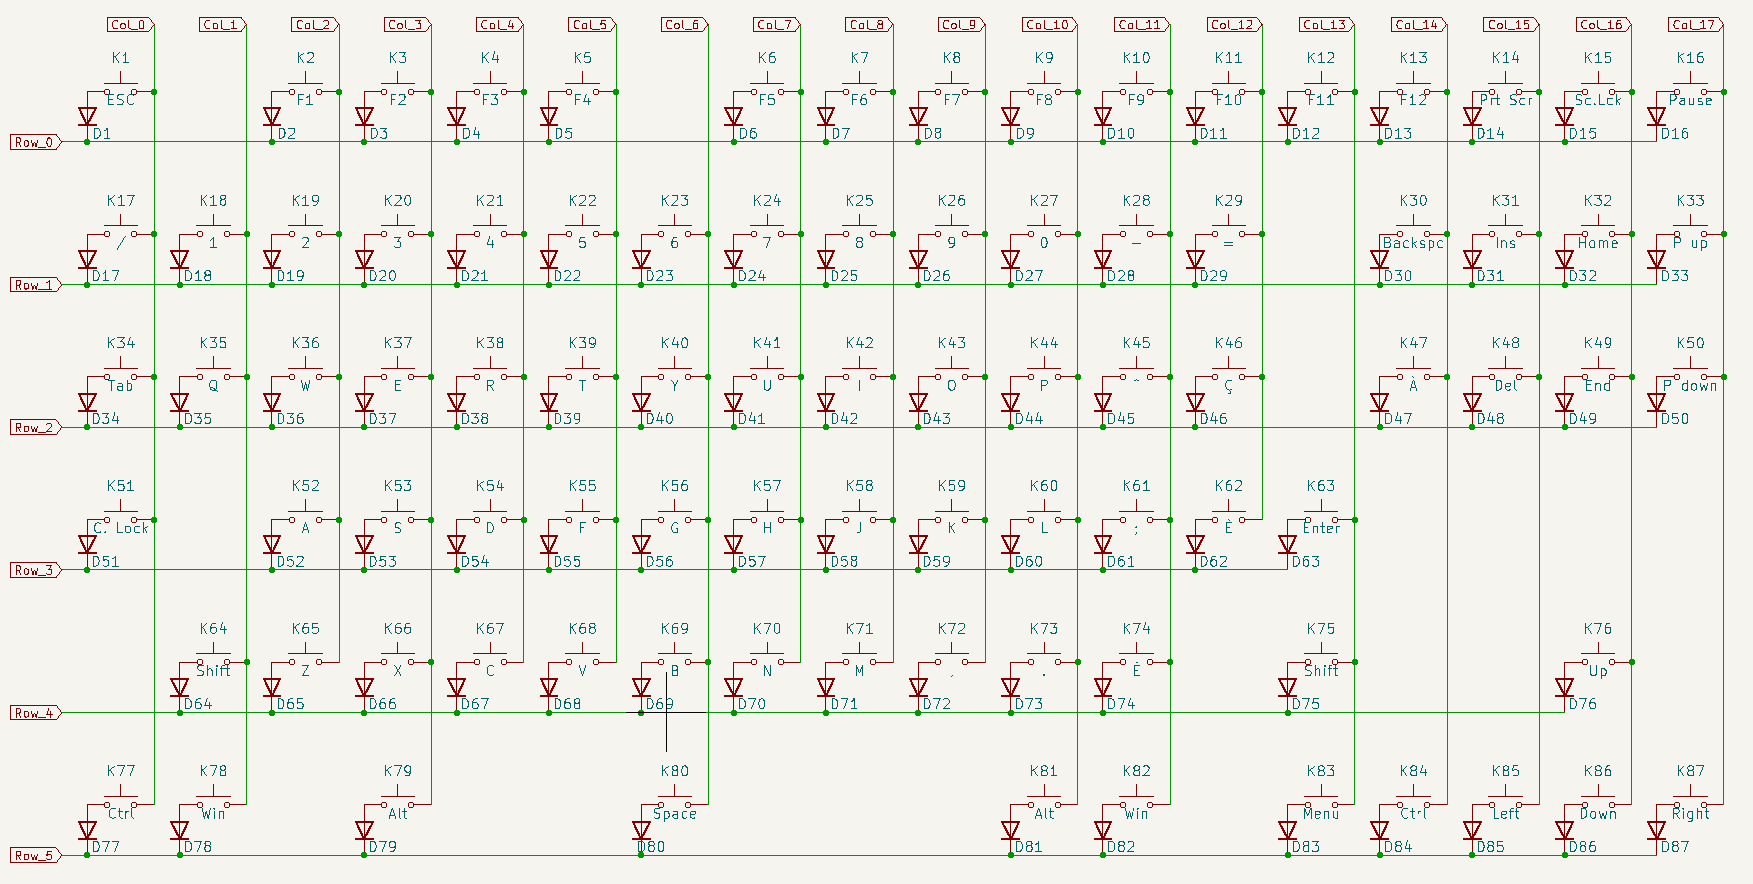 Col_0 Col_1 Col_2 Col_3 Col_4 Col_5 Col_6 Col_7 Col_8 Col_9 Col_10 Col_11 Col_12 Col_13 Col_14 Col_15 Col_16 Col_17
K1 K2 K3 K4 K5 K6 K7 K8 K9 K10 K11 K12 K13 K14 K15 K16
ESC F1 F2 F3 F4 F5 F6 F7 F8 F9 F10 F11 F12 Prt Scr Sc.Lck Pause
D1 D2 D3 D4 D5 D6 D7 D8 D9 D10 D11 D12 D13 D14 D15 D16
Row_0
K17 K18 K19 K20 K21 K22 K23 K24 K25 K26 K27 K28 K29 K30 K31 K32 K33
/ 1 2 3 4 5 6 7 8 9 0 - = Backspc Ins Home P up
D17 D18 D19 D20 D21 D22 D23 D24 D25 D26 D27 D28 D29 D30 D31 D32 D33
Row_1
K34 K35 K36 K37 K38 K39 K40 K41 K42 K43 K44 K45 K46 K47 K48 K49 K50
Tab Q W E R T Y U I O P ^ Ç À Del End P down
D34 D35 D36 D37 D38 D39 D40 D41 D42 D43 D44 D45 D46 D47 D48 D49 D50
Row_2
K51 K52 K53 K54 K55 K56 K57 K58 K59 K60 K61 K62 K63
C. Lock A S D F G H J K L ; È Enter
D51 D52 D53 D54 D55 D56 D57 D58 D59 D60 D61 D62 D63
Row_3
K64 K65 K66 K67 K68 K69 K70 K71 K72 K73 K74 K75 K76
Shift Z X C V B N M , . É Shift Up
D64 D65 D66 D67 D68 D69 D70 D71 D72 D73 D74 D75 D76
Row_4
K77 K78 K79 K80 K81 K82 K83 K84 K85 K86 K87
Ctrl Win Alt Space Alt Win Menu Ctrl Left Down Right
D77 D78 D79 D80 D81 D82 D83 D84 D85 D86 D87
Row_5